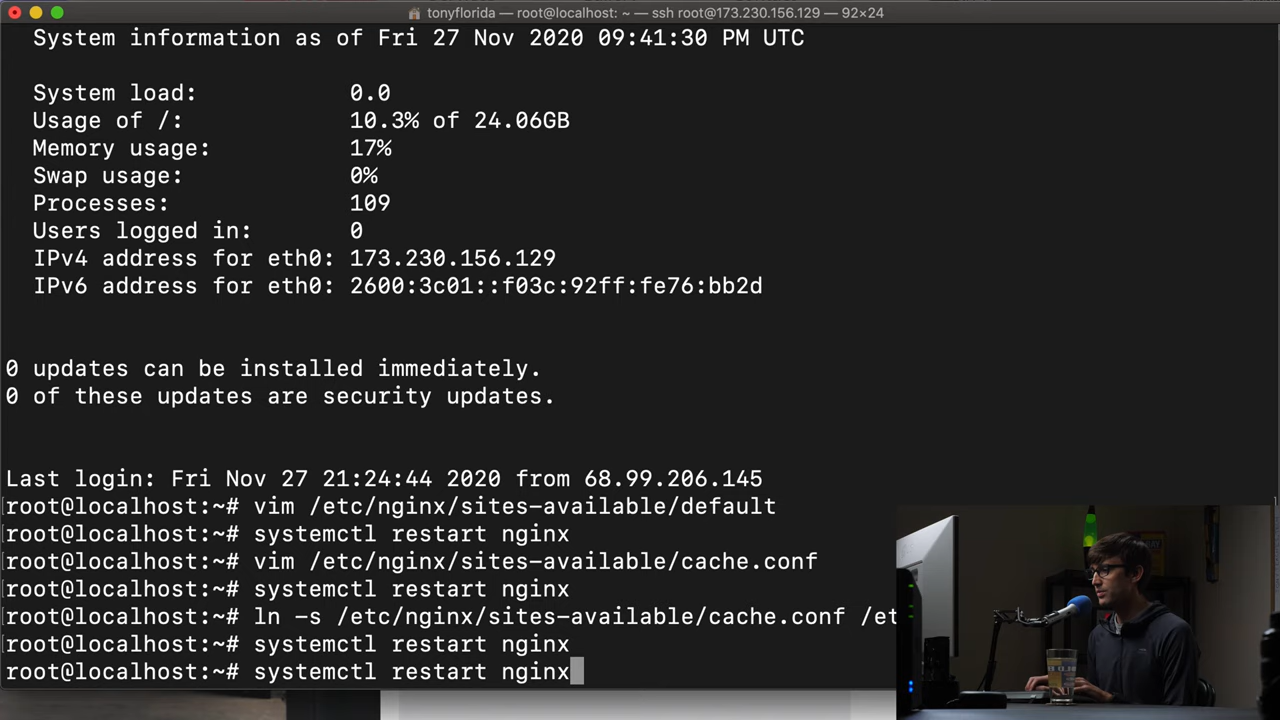 tonyflorida — root@localhost: ~ — ssh root@173.230.156.129 — 92×24
System information as of Fri 27 Nov 2020 09:41:30 PM UTC
System load: 0.0
Usage of /: 10.3% of 24.06GB
Memory usage: 17%
Swap usage: 0%
Processes: 109
Users logged in: 0
IPv4 address for eth0: 173.230.156.129
IPv6 address for eth0: 2600:3c01::f03c:92ff:fe76:bb2d
0 updates can be installed immediately.
0 of these updates are security updates.
Last login: Fri Nov 27 21:24:44 2020 from 68.99.206.145
[root@localhost:~# vim /etc/nginx/sites-available/default
[root@localhost:~# systemctl restart nginx
[root@localhost:~# vim /etc/nginx/sites-available/cache.conf
[root@localhost:~# systemctl restart nginx
[root@localhost:~# ln -s /etc/nginx/sites-available/cache.conf /et
[root@localhost:~# systemctl restart nginx
root@localhost:~# systemctl restart nginx